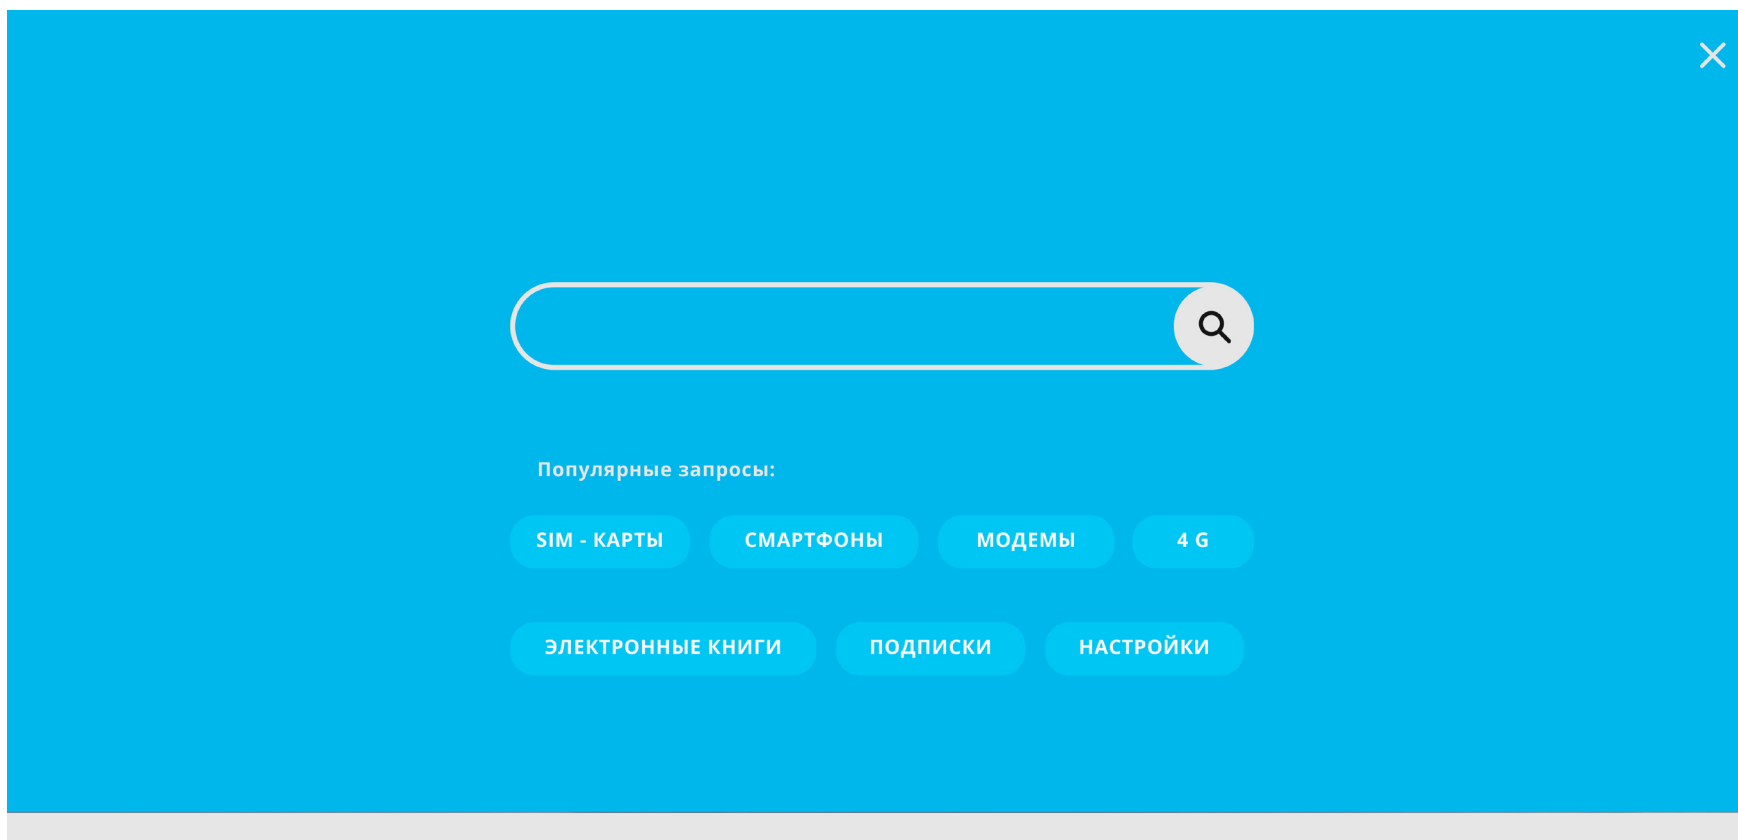 Популярные запросы:
SIM - КАРТЫ СМАРТФОНЫ МОДЕМЫ 4 G
ЭЛЕКТРОННЫЕ КНИГИ ПОДПИСКИ НАСТРОЙКИ